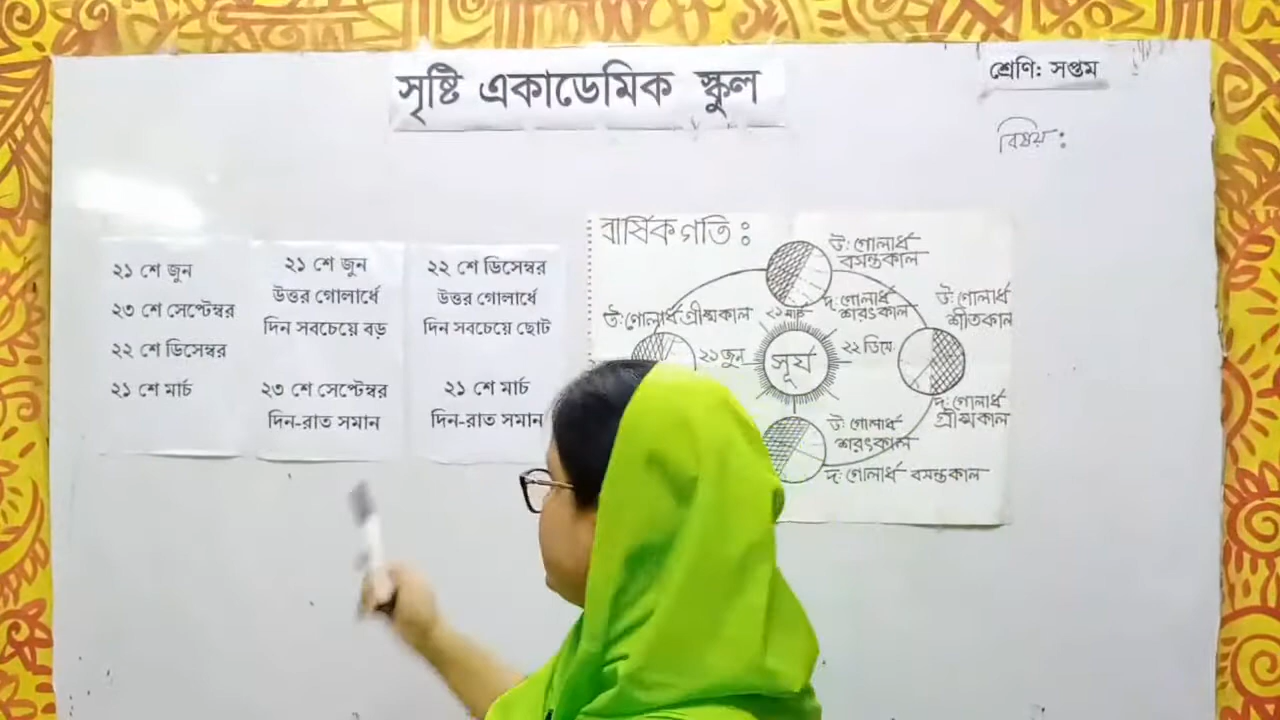 সৃষ্টি একাডেমিক স্কুল
শ্রেণি: সপ্তম
বিষয়:
২১ শে জুন
২৩ শে সেপ্টেম্বর
২২ শে ডিসেম্বর
২১ শে মার্চ
২১ শে জুন
উত্তর গোলার্ধে
দিন সবচেয়ে বড়
২৩ শে সেপ্টেম্বর
দিন-রাত সমান
২২ শে ডিসেম্বর
উত্তর গোলার্ধে
দিন সবচেয়ে ছোট
২১ শে মার্চ
দিন-রাত সমান
বার্ষিক গতি:
উ: গোলার্ধ
বসন্তকাল
দ: গোলার্ধ
শরৎকাল
২১ মার্চ
উ: গোলার্ধ
শীতকাল
উ: গোলার্ধ গ্রীষ্মকাল
২১ জুন
সূর্য
২২ ডিসে
দ: গোলার্ধ
গ্রীষ্মকাল
উ: গোলার্ধ
শরৎকাল
দ: গোলার্ধ বসন্তকাল